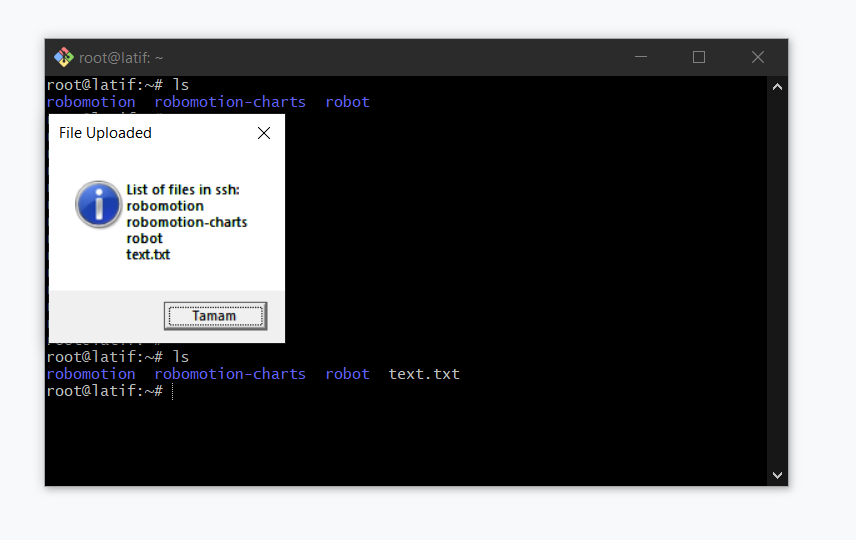 root@latif: ~
root@latif:~# ls
robomotion  robomotion-charts  robot
File Uploaded
List of files in ssh:
robomotion
robomotion-charts
robot
text.txt
Tamam
root@latif:~# ls
robomotion  robomotion-charts  robot  text.txt
root@latif:~#